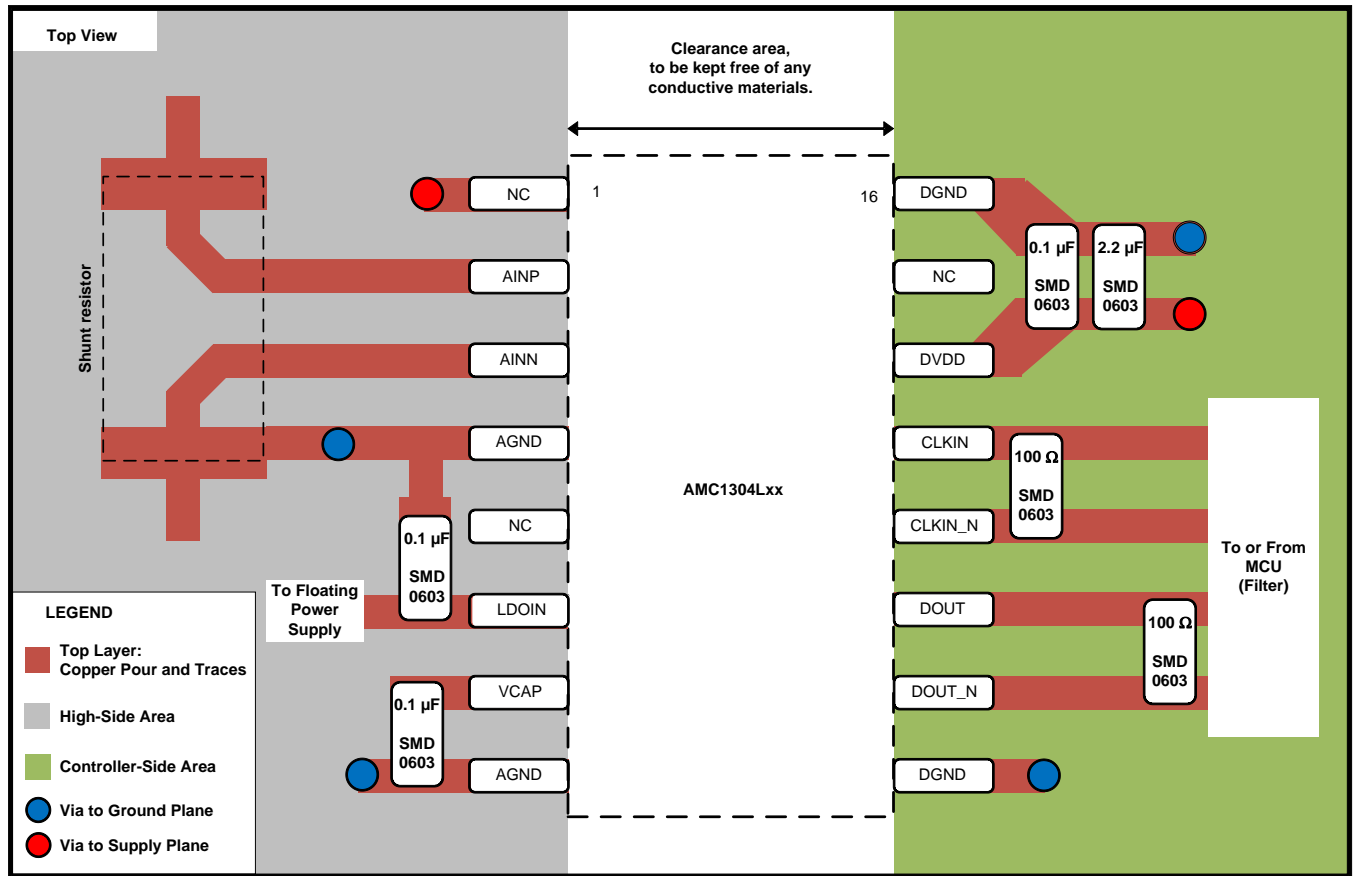 Top View
Clearance area,
to be kept free of any
conductive materials.
Shunt resistor
NC
AINP
AINN
AGND
NC
LDOIN
VCAP
AGND
0.1 µF
SMD
0603
To Floating
Power
Supply
0.1 µF
SMD
0603
1
16
AMC1304Lxx
DGND
NC
DVDD
CLKIN
CLKIN_N
DOUT
DOUT_N
DGND
0.1 µF
SMD
0603
2.2 µF
SMD
0603
100 Ω
SMD
0603
100 Ω
SMD
0603
To or From
MCU
(Filter)
LEGEND
Top Layer:
Copper Pour and Traces
High-Side Area
Controller-Side Area
Via to Ground Plane
Via to Supply Plane